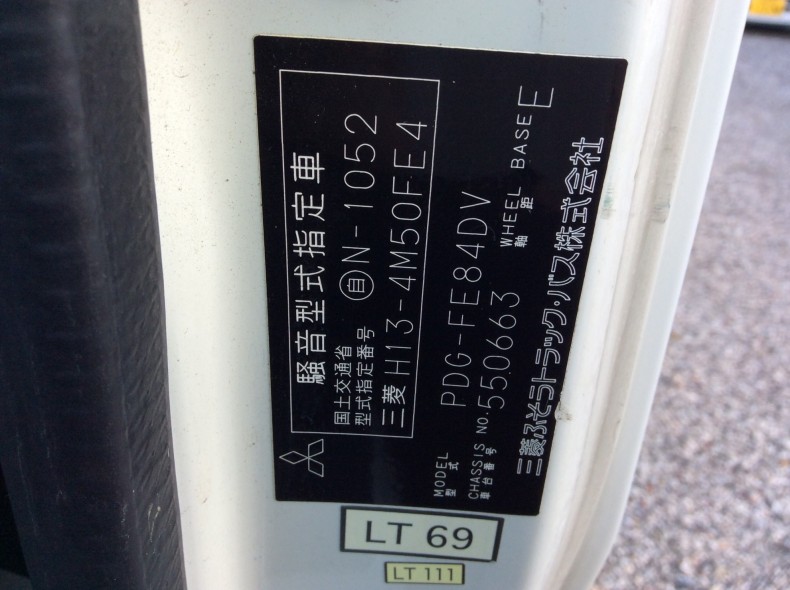 騒音型式指定車
国土交通省
型式指定番号 自N-1052
三菱 H13-4M50FE4
MODEL
型式 PDG-FE84DV
CHASSIS NO.
車台番号 550663
WHEEL BASE
軸距 E
三菱ふそうトラック・バス株式会社
LT 69
LT 111